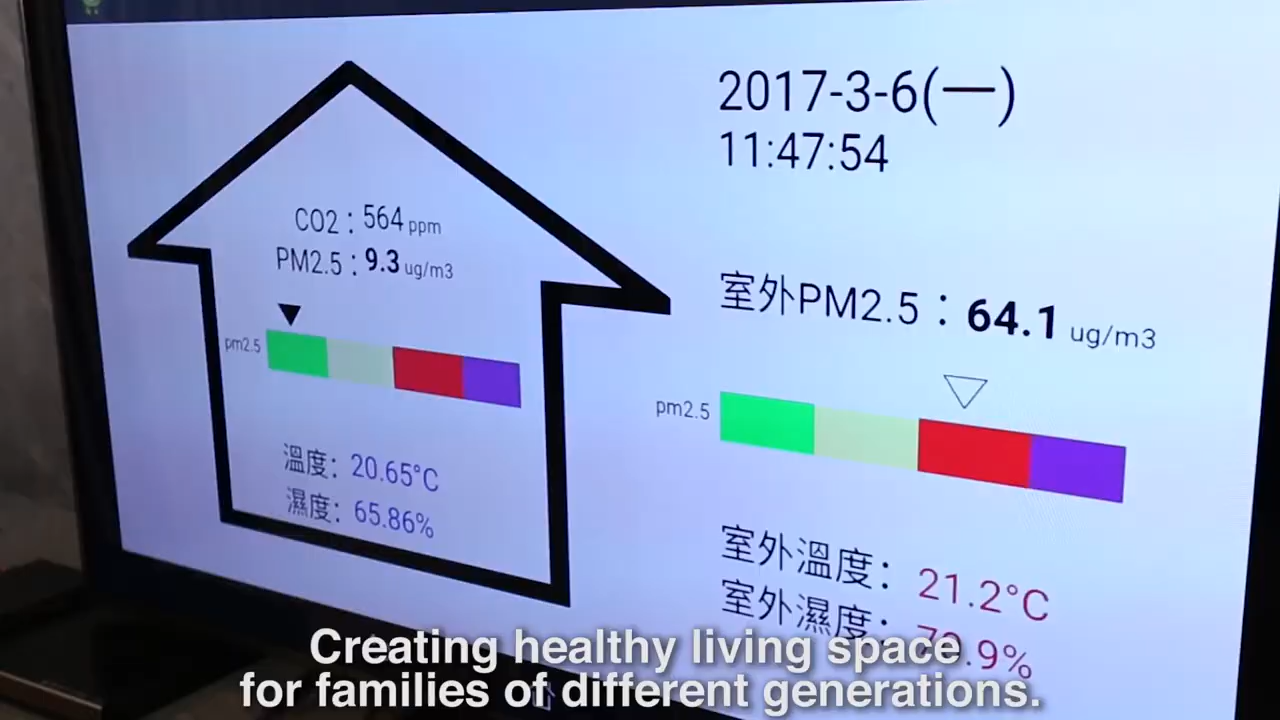 2017-3-6(一)
11:47:54
CO2：564 ppm
PM2.5：9.3 ug/m3
pm2.5
溫度：20.65°C
濕度：65.86%
室外PM2.5：64.1 ug/m3
pm2.5
室外溫度：21.2°C
室外濕度：
Creating healthy living space
for families of different generations.